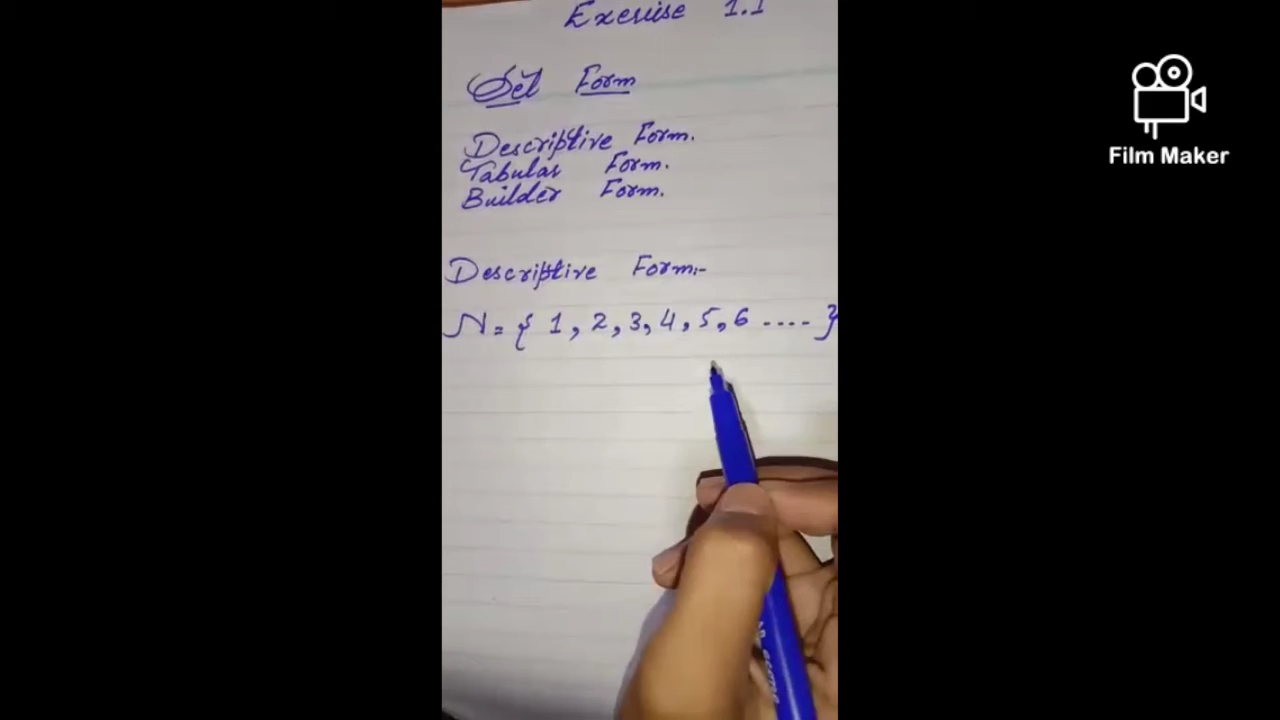 Exercise 1.1
Set Form
Descriptive Form.
Tabular Form.
Builder Form.
Descriptive Form:-
N = { 1, 2, 3, 4, 5, 6 .... }
Film Maker